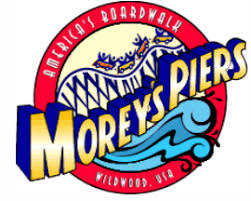 AMERICA'S BOARDWALK
MOREY'S PIERS
WILDWOOD, USA